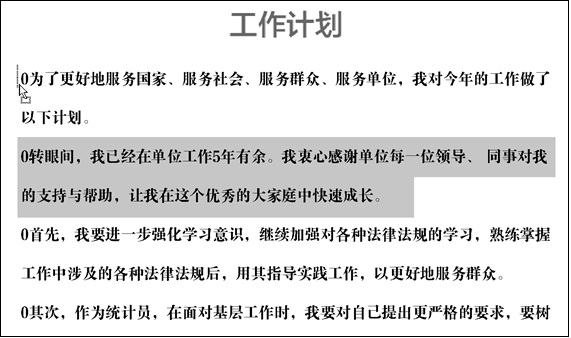 工作计划
0为了更好地服务国家、服务社会、服务群众、服务单位，我对今年的工作做了
以下计划。
0转眼间，我已经在单位工作5年有余。我衷心感谢单位每一位领导、 同事对我
的支持与帮助，让我在这个优秀的大家庭中快速成长。
0首先，我要进一步强化学习意识，继续加强对各种法律法规的学习，熟练掌握
工作中涉及的各种法律法规后，用其指导实践工作，以更好地服务群众。
0其次，作为统计员，在面对基层工作时，我要对自己提出更严格的要求，要树